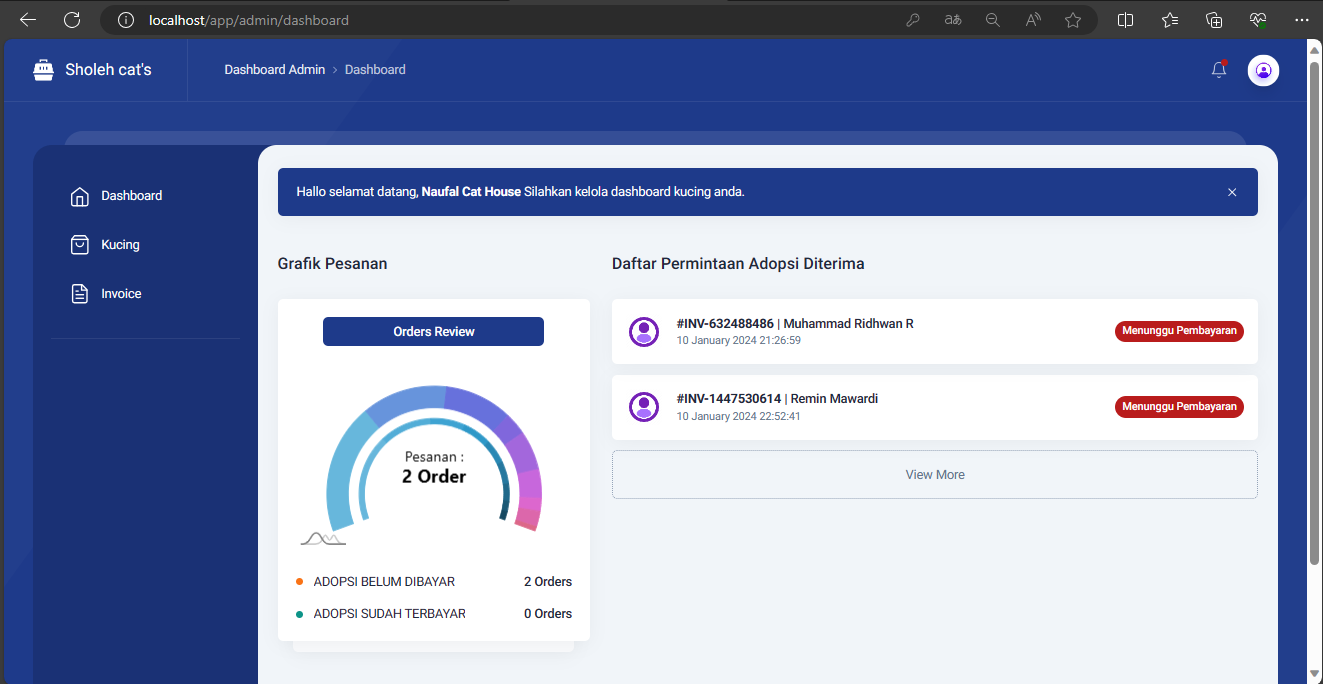 localhost/app/admin/dashboard
Sholeh cat's
Dashboard Admin > Dashboard
Dashboard
Kucing
Invoice
Hallo selamat datang, Naufal Cat House Silahkan kelola dashboard kucing anda.
Grafik Pesanan
Orders Review
Pesanan :
2 Order
ADOPSI BELUM DIBAYAR 2 Orders
ADOPSI SUDAH TERBAYAR 0 Orders
Daftar Permintaan Adopsi Diterima
#INV-632488486 | Muhammad Ridhwan R
10 January 2024 21:26:59
Menunggu Pembayaran
#INV-1447530614 | Remin Mawardi
10 January 2024 22:52:41
Menunggu Pembayaran
View More